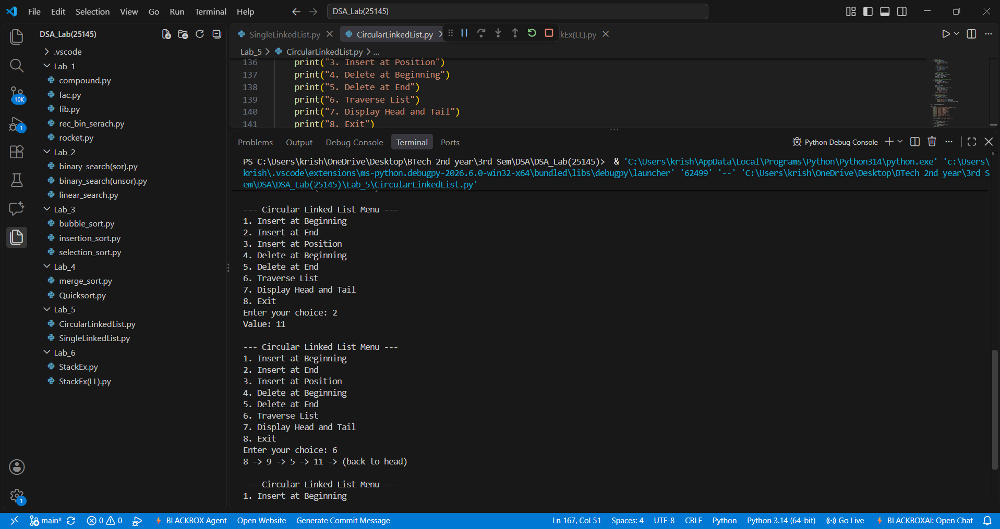 File Edit Selection View Go Run Terminal Help
DSA_Lab(25145)
DSA_Lab(25145)
.vscode
Lab_1
compound.py
fac.py
fib.py
rec_bin_serach.py
rocket.py
Lab_2
binary_search(sor).py
binary_search(unsor).py
linear_search.py
Lab_3
bubble_sort.py
insertion_sort.py
selection_sort.py
Lab_4
merge_sort.py
Quicksort.py
Lab_5
CircularLinkedList.py
SingleLinkedList.py
Lab_6
StackEx.py
StackEx(LL).py
10K
1
1
SingleLinkedList.py CircularLinkedList.py kEx(LL).py
Lab_5 > CircularLinkedList.py > ...
136 print("3. Insert at Position")
137 print("4. Delete at Beginning")
138 print("5. Delete at End")
139 print("6. Traverse List")
140 print("7. Display Head and Tail")
141 print("8. Exit")
Problems Output Debug Console Terminal Ports
Python Debug Console
PS C:\Users\krish\OneDrive\Desktop\BTech 2nd year\3rd Sem\DSA\DSA_Lab(25145)> & 'C:\Users\krish\AppData\Local\Programs\Python\Python314\python.exe' 'c:\Users\
krish\.vscode\extensions\ms-python.debugpy-2026.6.0-win32-x64\bundled\libs\debugpy\launcher' '62499' '--' 'C:\Users\krish\OneDrive\Desktop\BTech 2nd year\3rd S
em\DSA\DSA_Lab(25145)\Lab_5\CircularLinkedList.py'
--- Circular Linked List Menu ---
1. Insert at Beginning
2. Insert at End
3. Insert at Position
4. Delete at Beginning
5. Delete at End
6. Traverse List
7. Display Head and Tail
8. Exit
Enter your choice: 2
Value: 11
--- Circular Linked List Menu ---
1. Insert at Beginning
2. Insert at End
3. Insert at Position
4. Delete at Beginning
5. Delete at End
6. Traverse List
7. Display Head and Tail
8. Exit
Enter your choice: 6
8 -> 9 -> 5 -> 11 -> (back to head)
--- Circular Linked List Menu ---
1. Insert at Beginning
main* 0 0 BLACKBOX Agent Open Website Generate Commit Message Ln 167, Col 51 Spaces: 4 UTF-8 CRLF Python Python 3.14 (64-bit) Go Live BLACKBOXAI: Open Chat